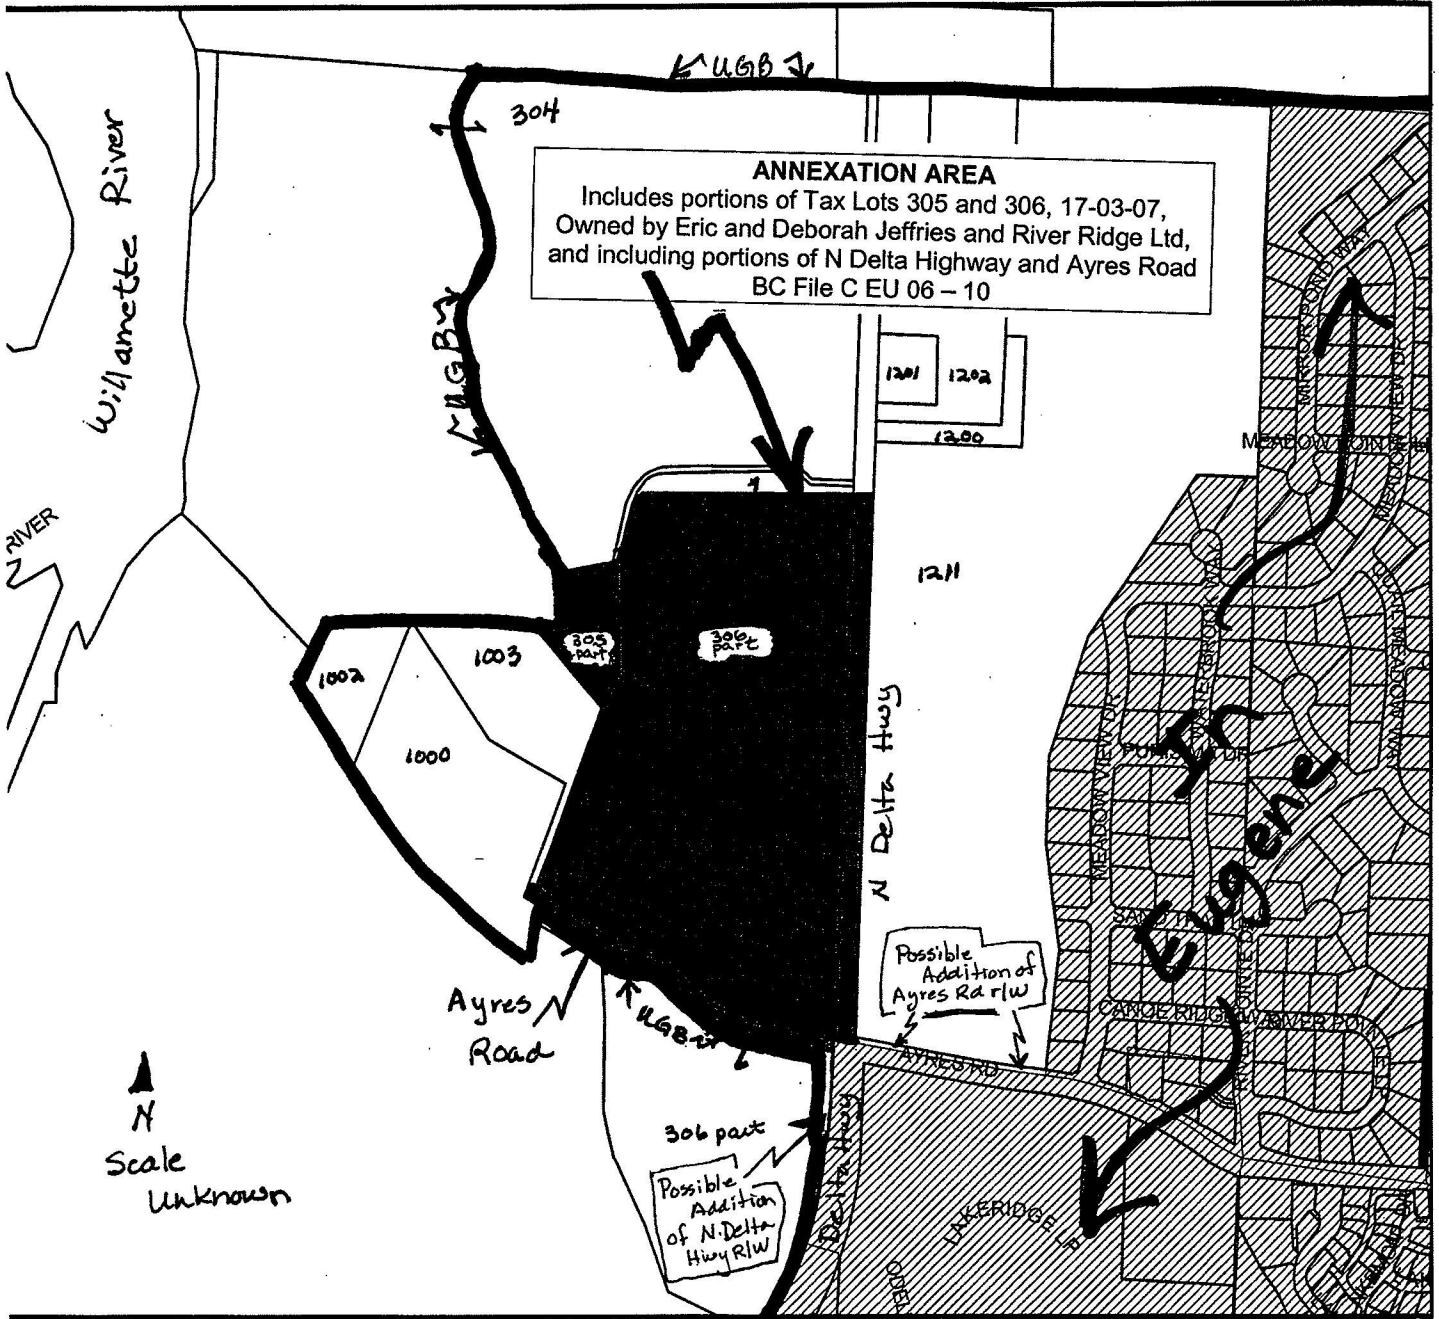 UGB
304
Willamette River
ANNEXATION AREA
Includes portions of Tax Lots 305 and 306, 17-03-07,
Owned by Eric and Deborah Jeffries and River Ridge Ltd,
and including portions of N Delta Highway and Ayres Road
BC File C EU 06 – 10
UGB
MIRROR POND WAY
1201
1202
1200
RIVER
1211
305
part
306
part
1003
1002
1000
N Delta Hwy
MEADOW VIEW DR
In
Eugene
Possible
Addition of
Ayres Rd r/w
CANOE RIDGE
Ayres
Road
UGB
AYRES RD
N
Scale
Unknown
306 part
Possible
Addition
of N. Delta
Hwy R/W
Delta Hwy
LAKERIDGE LP